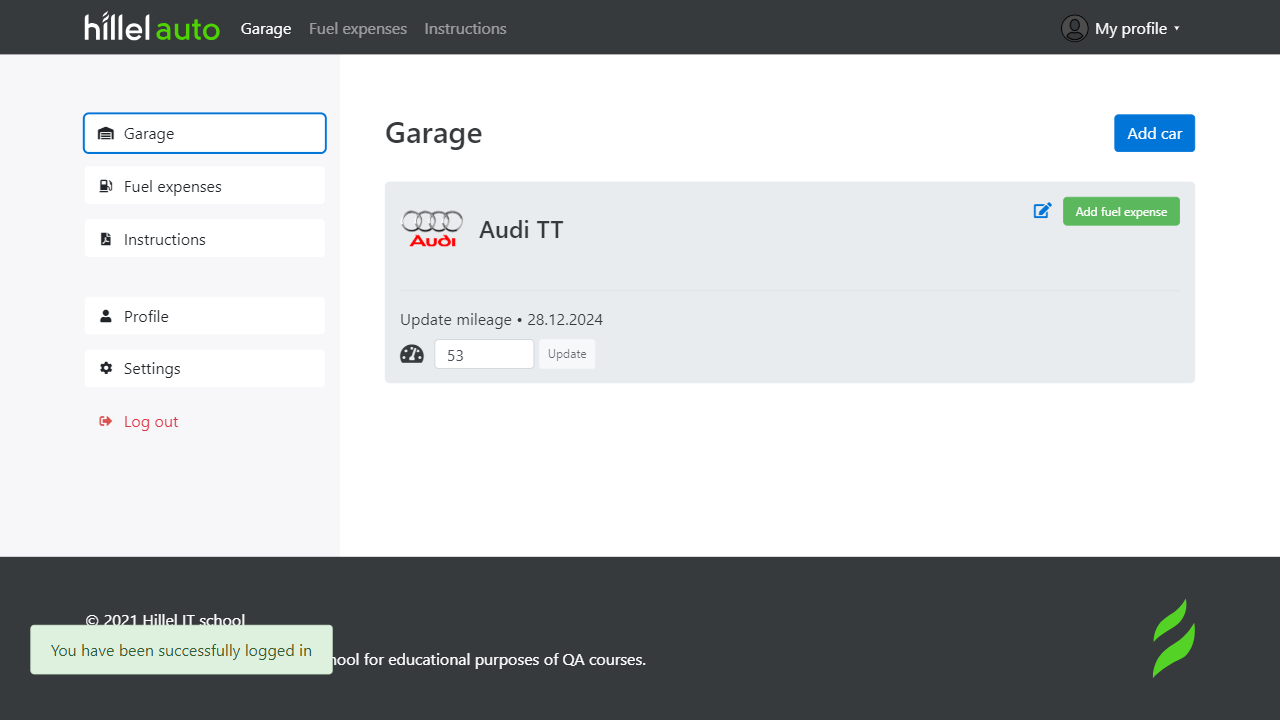 hillel auto
Garage
Fuel expenses
Instructions
My profile
Garage
Fuel expenses
Instructions
Profile
Settings
Log out
Garage
Add car
Audi
Audi TT
Add fuel expense
Update mileage • 28.12.2024
53
Update
© 2021 Hillel IT school
You have been successfully logged in
for educational purposes of QA courses.